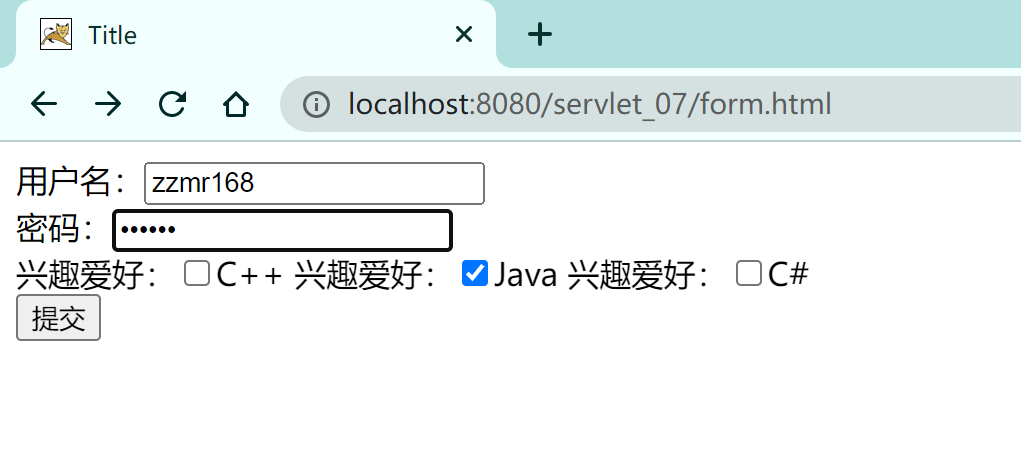 Title
localhost:8080/servlet_07/form.html
用户名：zzmr168
密码：••••••
兴趣爱好：C++ 兴趣爱好：Java 兴趣爱好：C#
提交